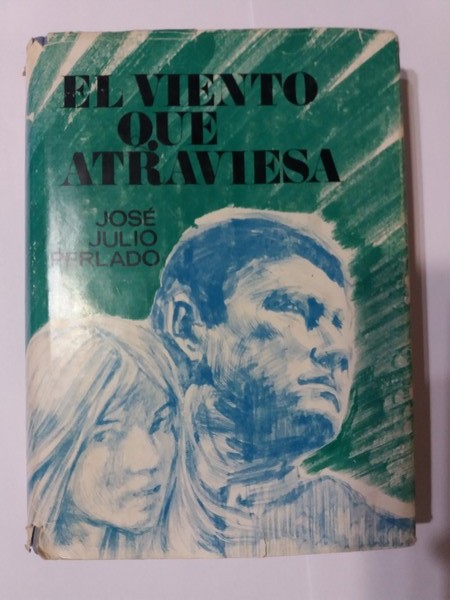 EL VIENTO
QUE
ATRAVIESA
JOSÉ
JULIO
PERLADO